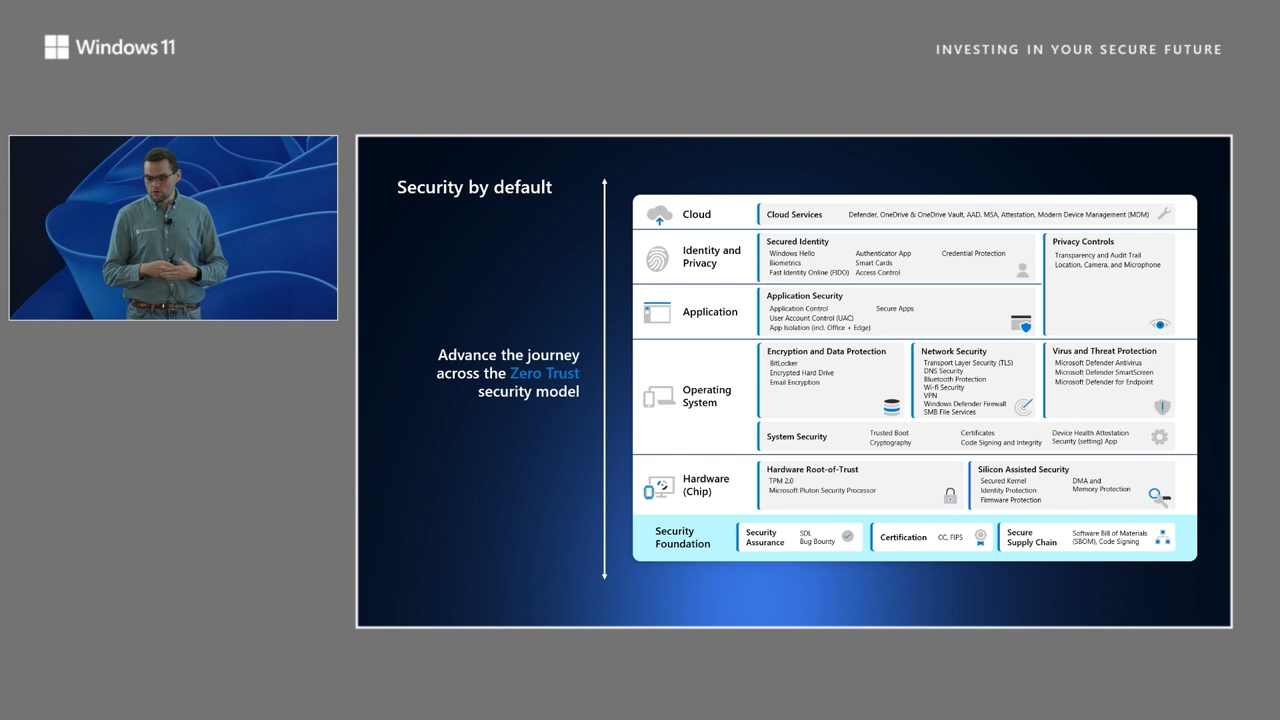 Windows 11
INVESTING IN YOUR SECURE FUTURE
Security by default
Advance the journey
across the Zero Trust
security model
Cloud
Cloud Services
Defender, OneDrive & OneDrive Vault, AAD. MSA, Attestation, Modern Device Management (MDM)
Identity and
Privacy
Secured Identity
Windows Hello
Biometrics
Fast Identity Online (FIDO)
Authenticator App
Smart Cards
Access Control
Credential Protection
Privacy Controls
Transparency and Audit Trail
Location, Camera, and Microphone
Application
Application Security
Application Control
User Account Control (UAC)
App Isolation (incl. Office + Edge)
Secure Apps
Operating
System
Encryption and Data Protection
BitLocker
Encrypted Hard Drive
Email Encryption
Network Security
Transport Layer Security (TLS)
DNS Security
Bluetooth Protection
Wi-fi Security
VPN
Windows Defender Firewall
SMB File Services
Virus and Threat Protection
Microsoft Defender Antivirus
Microsoft Defender SmartScreen
Microsoft Defender for Endpoint
System Security
Trusted Boot
Cryptography
Certificates
Code Signing and Integrity
Device Health Attestation
Security (setting) App
Hardware
(Chip)
Hardware Root-of-Trust
TPM 2.0
Microsoft Pluton Security Processor
Silicon Assisted Security
Secured Kernel
Identity Protection
Firmware Protection
DMA and
Memory Protection
Security
Foundation
Security
Assurance
SDL
Bug Bounty
Certification
CC, FIPS
Secure
Supply Chain
Software Bill of Materials
(SBOM), Code Signing